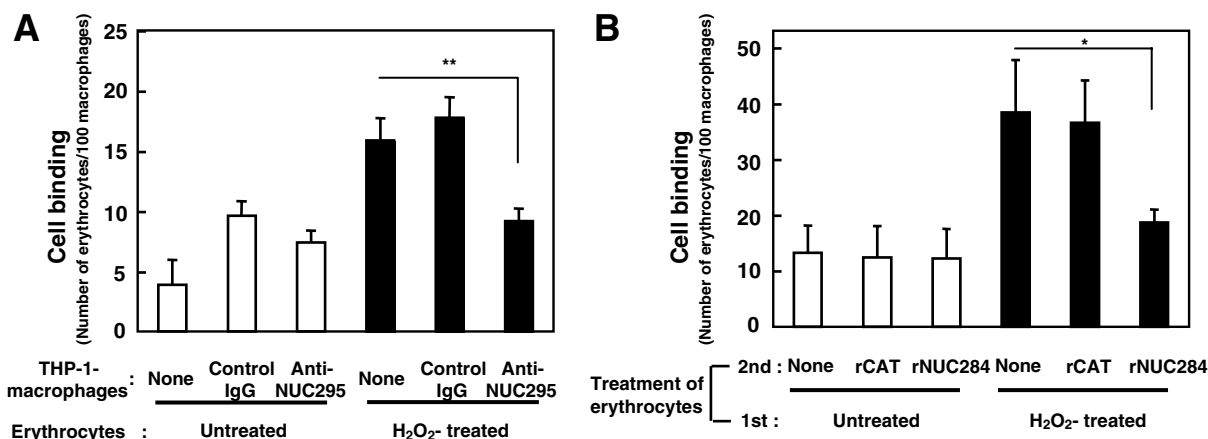 A
Cell binding
(Number of erythrocytes/100 macrophages)
25
20
15
10
5
0
**
THP-1-
macrophages :
None
Control
IgG
Anti-
NUC295
None
Control
IgG
Anti-
NUC295
Erythrocytes : Untreated H₂O₂- treated
B
Cell binding
(Number of erythrocytes/100 macrophages)
50
40
30
20
10
0
*
Treatment of
erythrocytes
2nd : None rCAT rNUC284 None rCAT rNUC284
1st : Untreated H₂O₂- treated